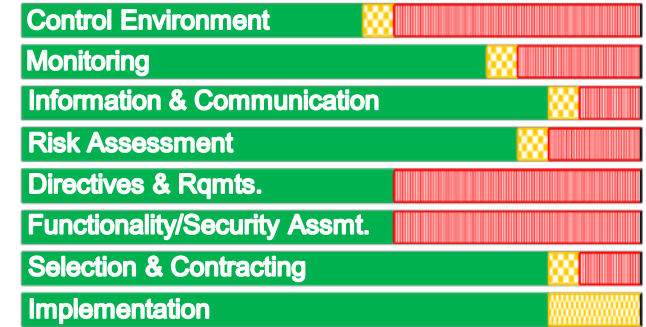 Control Environment
Monitoring
Information & Communication
Risk Assessment
Directives & Rqmts.
Functionality/Security Assmt.
Selection & Contracting
Implementation